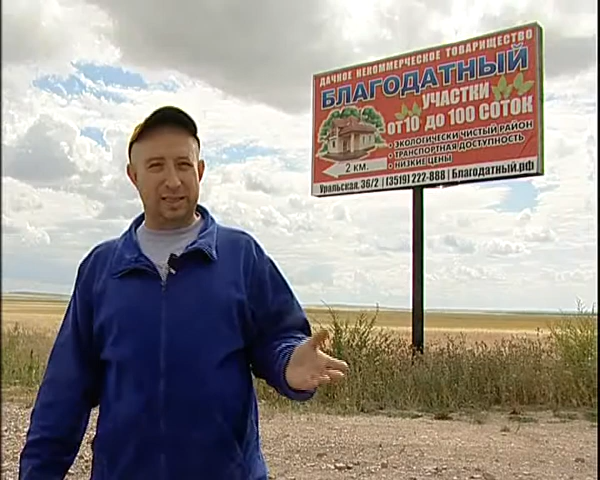 ДАЧНОЕ НЕКОММЕРЧЕСКОЕ ТОВАРИЩЕСТВО
БЛАГОДАТНЫЙ
УЧАСТКИ
ОТ 10 ДО 100 СОТОК
• ЭКОЛОГИЧЕСКИ ЧИСТЫЙ РАЙОН
• ТРАНСПОРТНАЯ ДОСТУПНОСТЬ
• НИЗКИЕ ЦЕНЫ
2 КМ.
Уральская, 36/2 | (3519) 222-888 | Благодатный.РФ